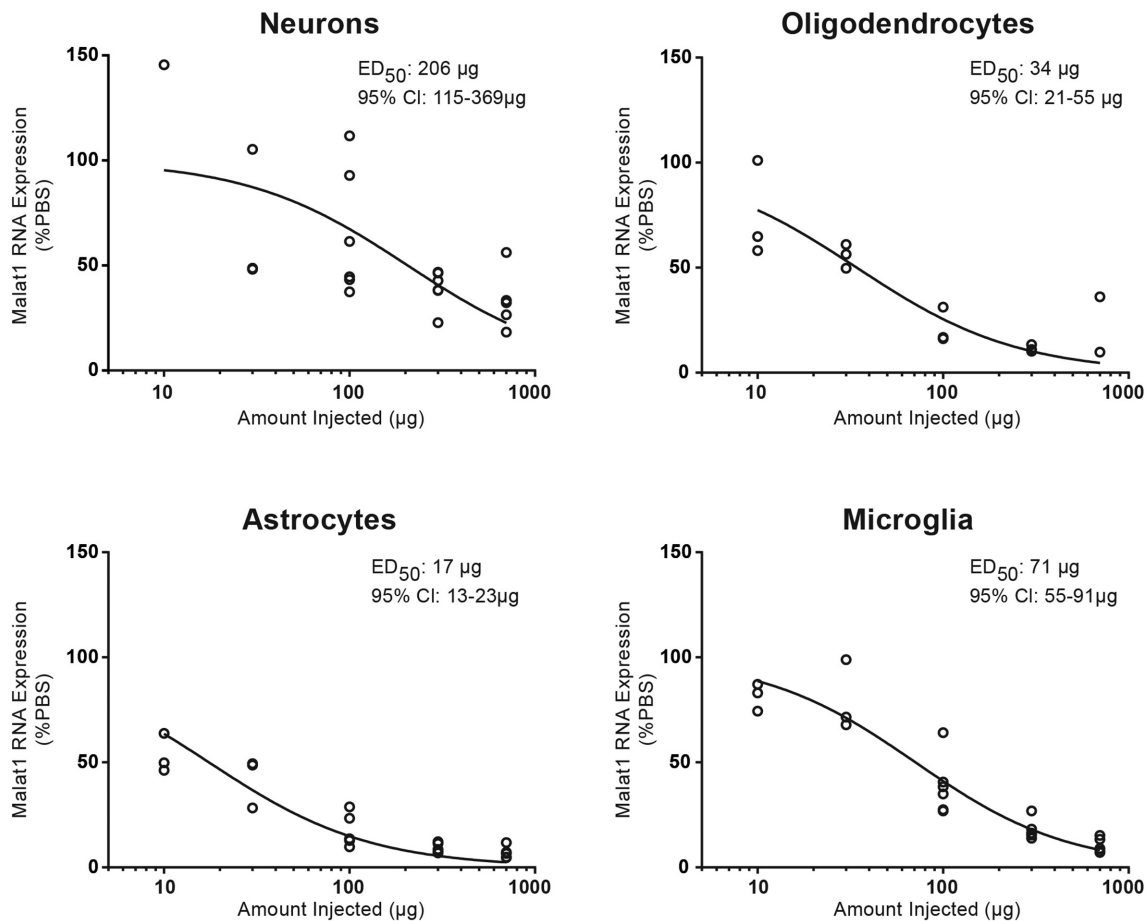 Neurons
ED50: 206 µg
95% CI: 115-369µg
150
100
50
0
Malat1 RNA Expression
(%PBS)
10
100
1000
Amount Injected (µg)
Oligodendrocytes
ED50: 34 µg
95% CI: 21-55 µg
150
100
50
0
Malat1 RNA Expression
(%PBS)
10
100
1000
Amount Injected (µg)
Astrocytes
ED50: 17 µg
95% CI: 13-23µg
150
100
50
0
Malat1 RNA Expression
(%PBS)
10
100
1000
Amount Injected (µg)
Microglia
ED50: 71 µg
95% CI: 55-91µg
150
100
50
0
Malat1 RNA Expression
(%PBS)
10
100
1000
Amount Injected (µg)